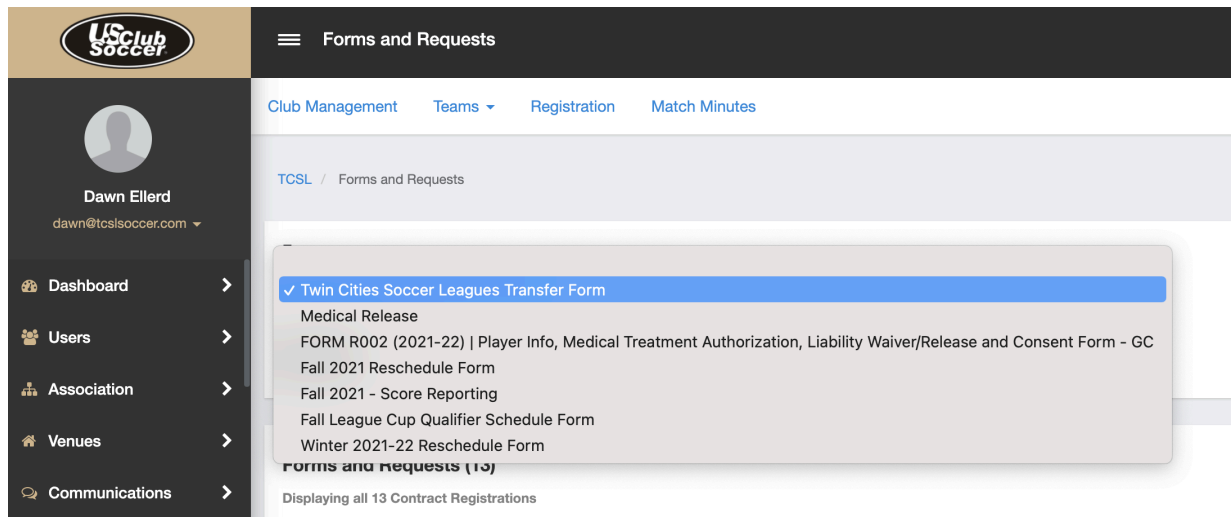 US Club
Soccer
Forms and Requests
Club Management Teams Registration Match Minutes
Dawn Ellerd
dawn@tcslsoccer.com
TCSL / Forms and Requests
Dashboard
Users
Association
Venues
Communications
✓ Twin Cities Soccer Leagues Transfer Form
Medical Release
FORM R002 (2021-22) | Player Info, Medical Treatment Authorization, Liability Waiver/Release and Consent Form - GC
Fall 2021 Reschedule Form
Fall 2021 - Score Reporting
Fall League Cup Qualifier Schedule Form
Winter 2021-22 Reschedule Form
Forms and Requests (13)
Displaying all 13 Contract Registrations